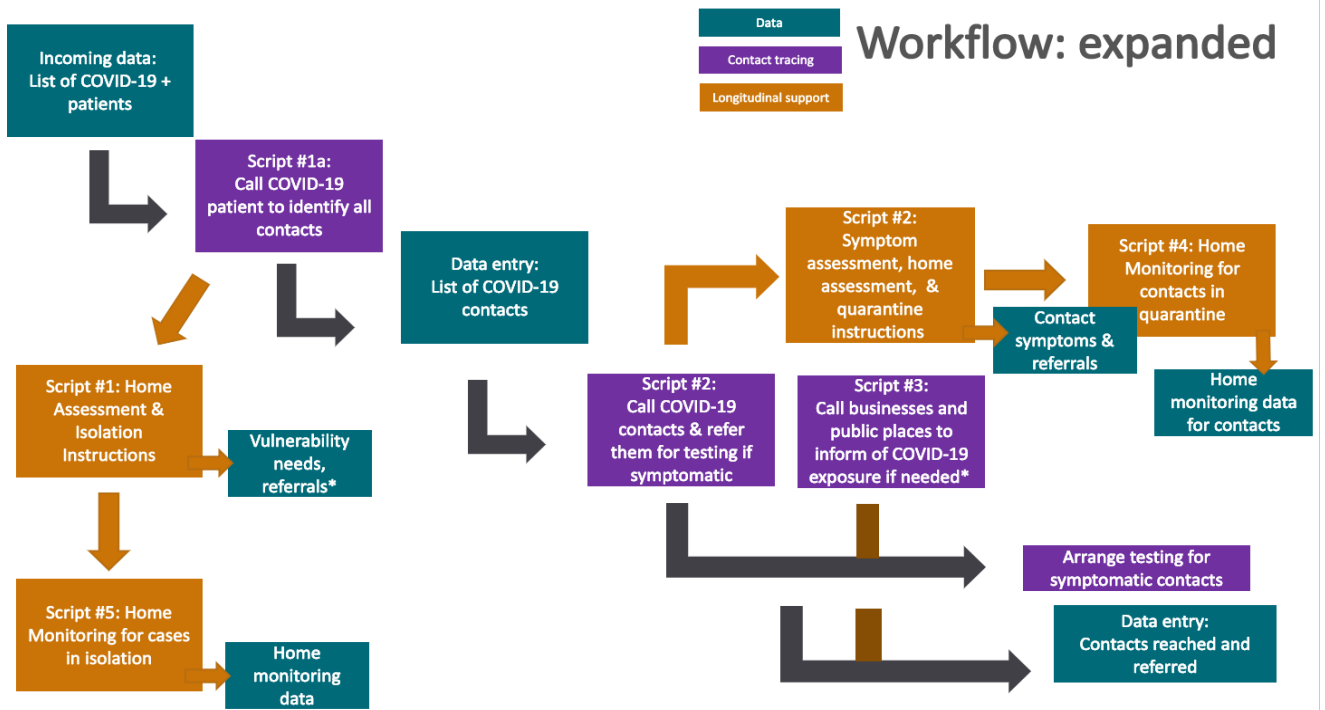 Workflow: expanded
Data
Contact tracing
Longitudinal support
Incoming data:
List of COVID-19 +
patients
Script #1a:
Call COVID-19
patient to identify all
contacts
Data entry:
List of COVID-19
contacts
Script #2:
Symptom
assessment, home
assessment, &
quarantine
instructions
Script #4: Home
Monitoring for
contacts in
quarantine
Contact
symptoms &
referrals
Home
monitoring data
for contacts
Script #1: Home
Assessment &
Isolation
Instructions
Vulnerability
needs,
referrals*
Script #2:
Call COVID-19
contacts & refer
them for testing if
symptomatic
Script #3:
Call businesses and
public places to
inform of COVID-19
exposure if needed*
Arrange testing for
symptomatic contacts
Script #5: Home
Monitoring for cases
in isolation
Home
monitoring
data
Data entry:
Contacts reached and
referred